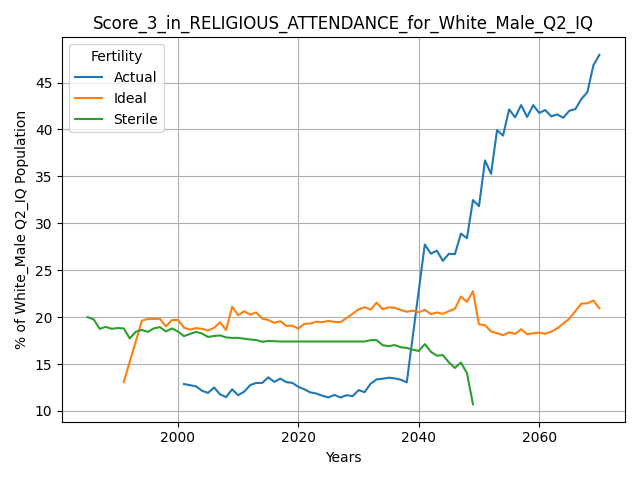 Score_3_in_RELIGIOUS_ATTENDANCE_for_White_Male_Q2_IQ
Fertility
Actual
Ideal
Sterile
% of White_Male Q2_IQ Population
45
40
35
30
25
20
15
10
2000 2020 2040 2060
Years